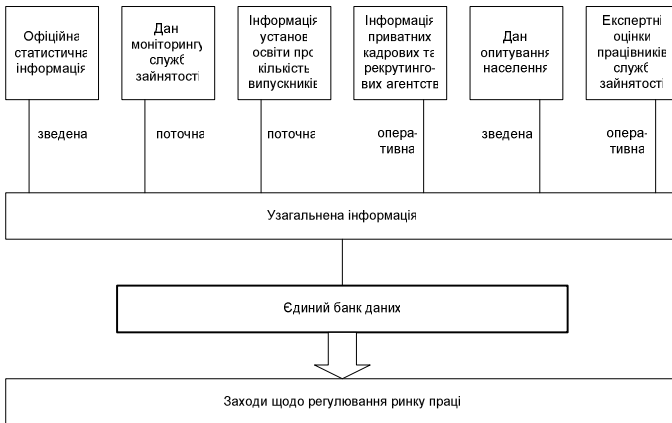 Офіційна
статистична
інформація
Дан
моніторингу
служб
зайнятості
Інформація
установ
освіти про
кількість
випускників
Інформація
приватних
кадрових та
рекрутинго-
вих агентств
Дан
опитування
населення
Експертні
оцінки
працівників
служб
зайнятості
зведена
поточна
поточна
опера-
тивна
зведена
опера-
тивна
Узагальнена інформація
Єдиний банк даних
Заходи щодо регулювання ринку праці